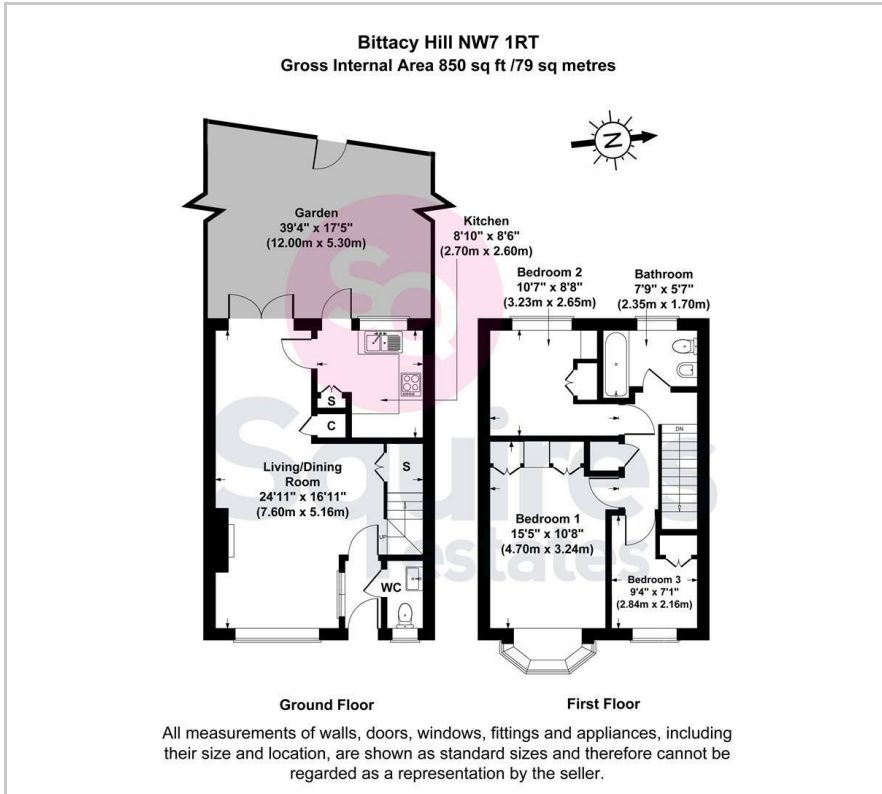 Bittacy Hill NW7 1RT
Gross Internal Area 850 sq ft /79 sq metres
N
Garden
39'4" x 17'5"
(12.00m x 5.30m)
Kitchen
8'10" x 8'6"
(2.70m x 2.60m)
Bedroom 2
10'7" x 8'8"
(3.23m x 2.65m)
Bathroom
7'9" x 5'7"
(2.35m x 1.70m)
SQ
Squires
estates
S
C
Living/Dining
Room
24'11" x 16'11"
(7.60m x 5.16m)
S
UP
WC
DN
Bedroom 1
15'5" x 10'8"
(4.70m x 3.24m)
Bedroom 3
9'4" x 7'1"
(2.84m x 2.16m)
Ground Floor
First Floor
All measurements of walls, doors, windows, fittings and appliances, including
their size and location, are shown as standard sizes and therefore cannot be
regarded as a representation by the seller.